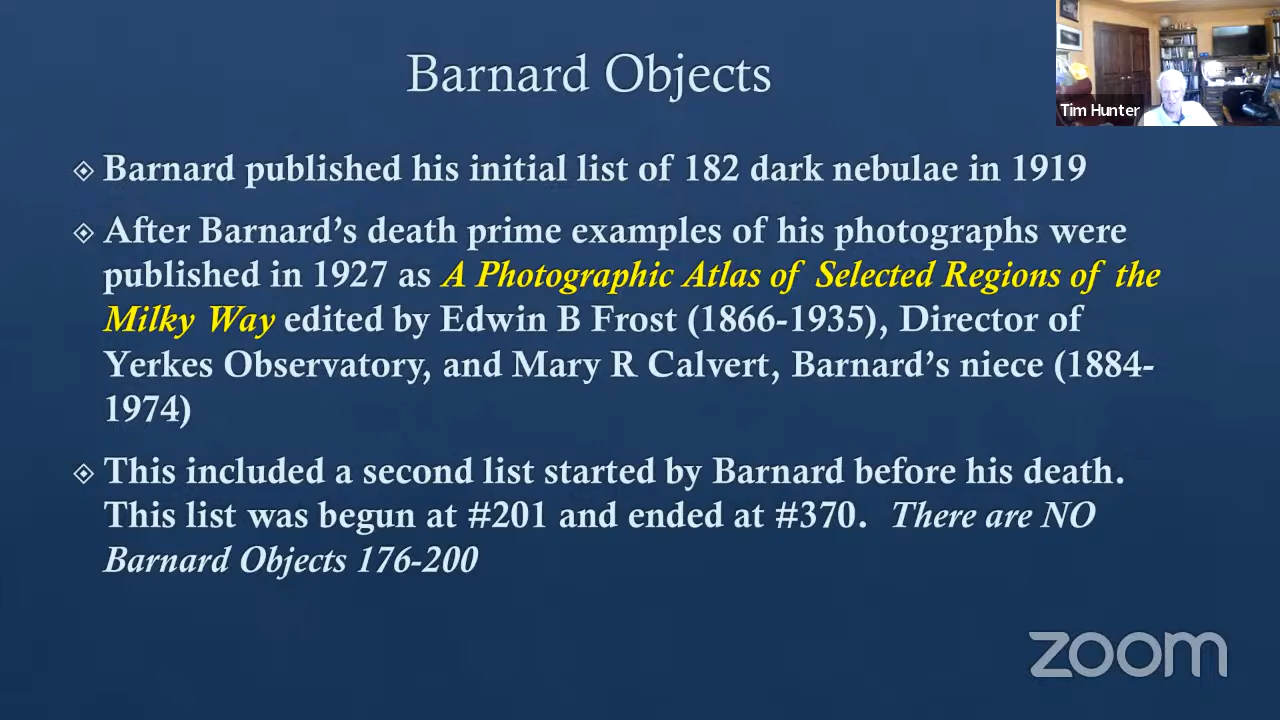 Barnard Objects
Tim Hunter
Barnard published his initial list of 182 dark nebulae in 1919
After Barnard's death prime examples of his photographs were
published in 1927 as A Photographic Atlas of Selected Regions of the
Milky Way edited by Edwin B Frost (1866-1935), Director of
Yerkes Observatory, and Mary R Calvert, Barnard's niece (1884-
1974)
This included a second list started by Barnard before his death.
This list was begun at #201 and ended at #370. There are NO
Barnard Objects 176-200
zoom